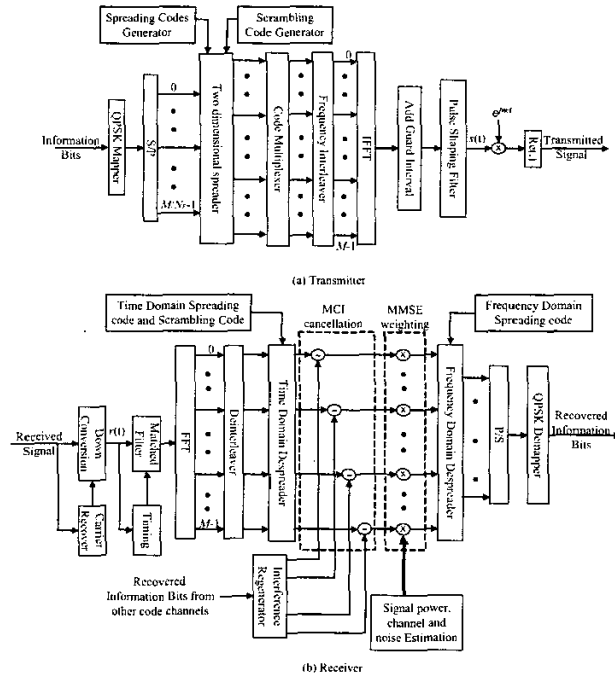 Spreading Codes
Generator
Scrambling
Code Generator
Information
Bits
QPSK Mapper
S/P
0
M/NF-1
Two dimensional spreader
Code Multiplexer
Frequency Interleaver
0
M-1
IFFT
Add Guard Interval
Pulse Shaping Filter
s(t)
x
Re{.}
Transmitted
Signal
(a) Transmitter
Time Domain Spreading
code and Scrambling Code
MCI
cancellation
MMSE
weighting
Frequency Domain
Spreading code
Received
Signal
Down
Conversion
Carrier
Recover
r(t)
Matched
Filter
Timing
FFT
0
M-1
Deinterleaver
Time Domain Despreader
-
-
-
-
x
x
x
x
Frequency Domain Despreader
P/S
QPSK Demapper
Recovered
Information
Bits
Recovered
Information Bits from
other code channels
Interference
Regenerator
Signal power,
channel and
noise Estimation
(b) Receiver